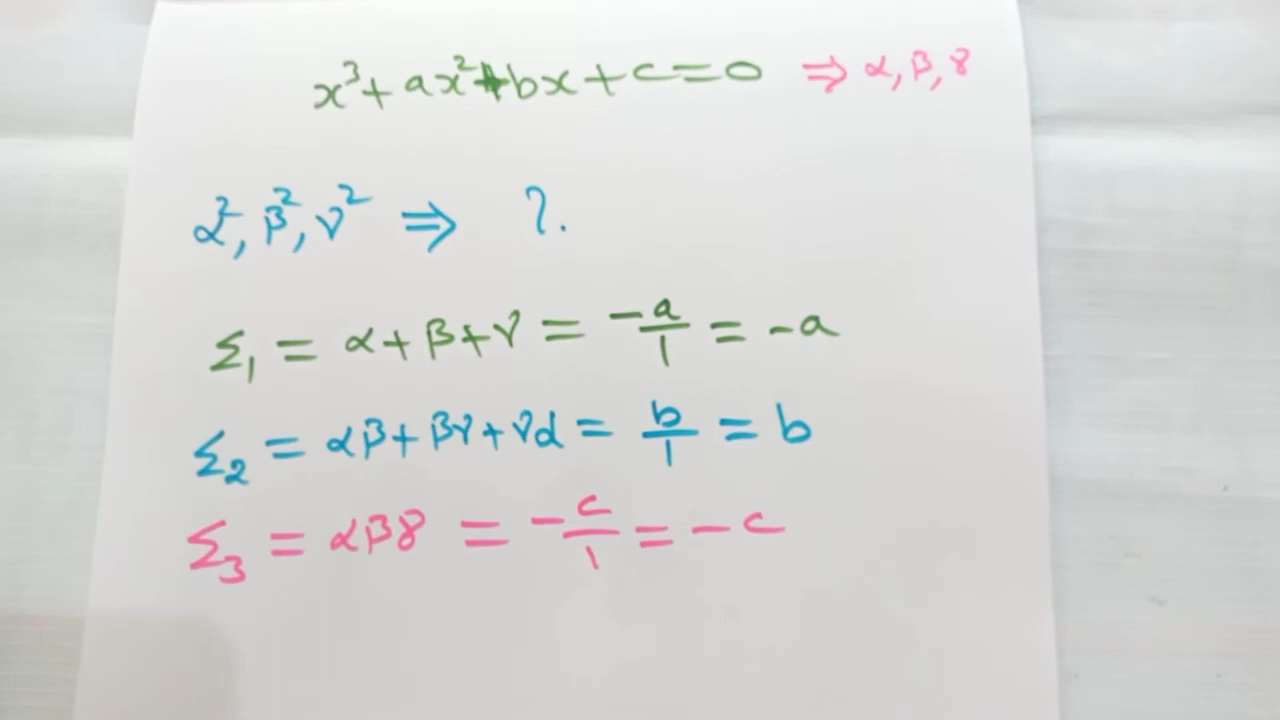 x³+ax²+bx+c=0 ⇒ α,β,γ
α²,β²,γ² ⇒ ?.
Σ₁ = α+β+γ = -a/1 = -a
Σ₂ = αβ+βγ+γα = b/1 = b
Σ₃ = αβγ = -c/1 = -c